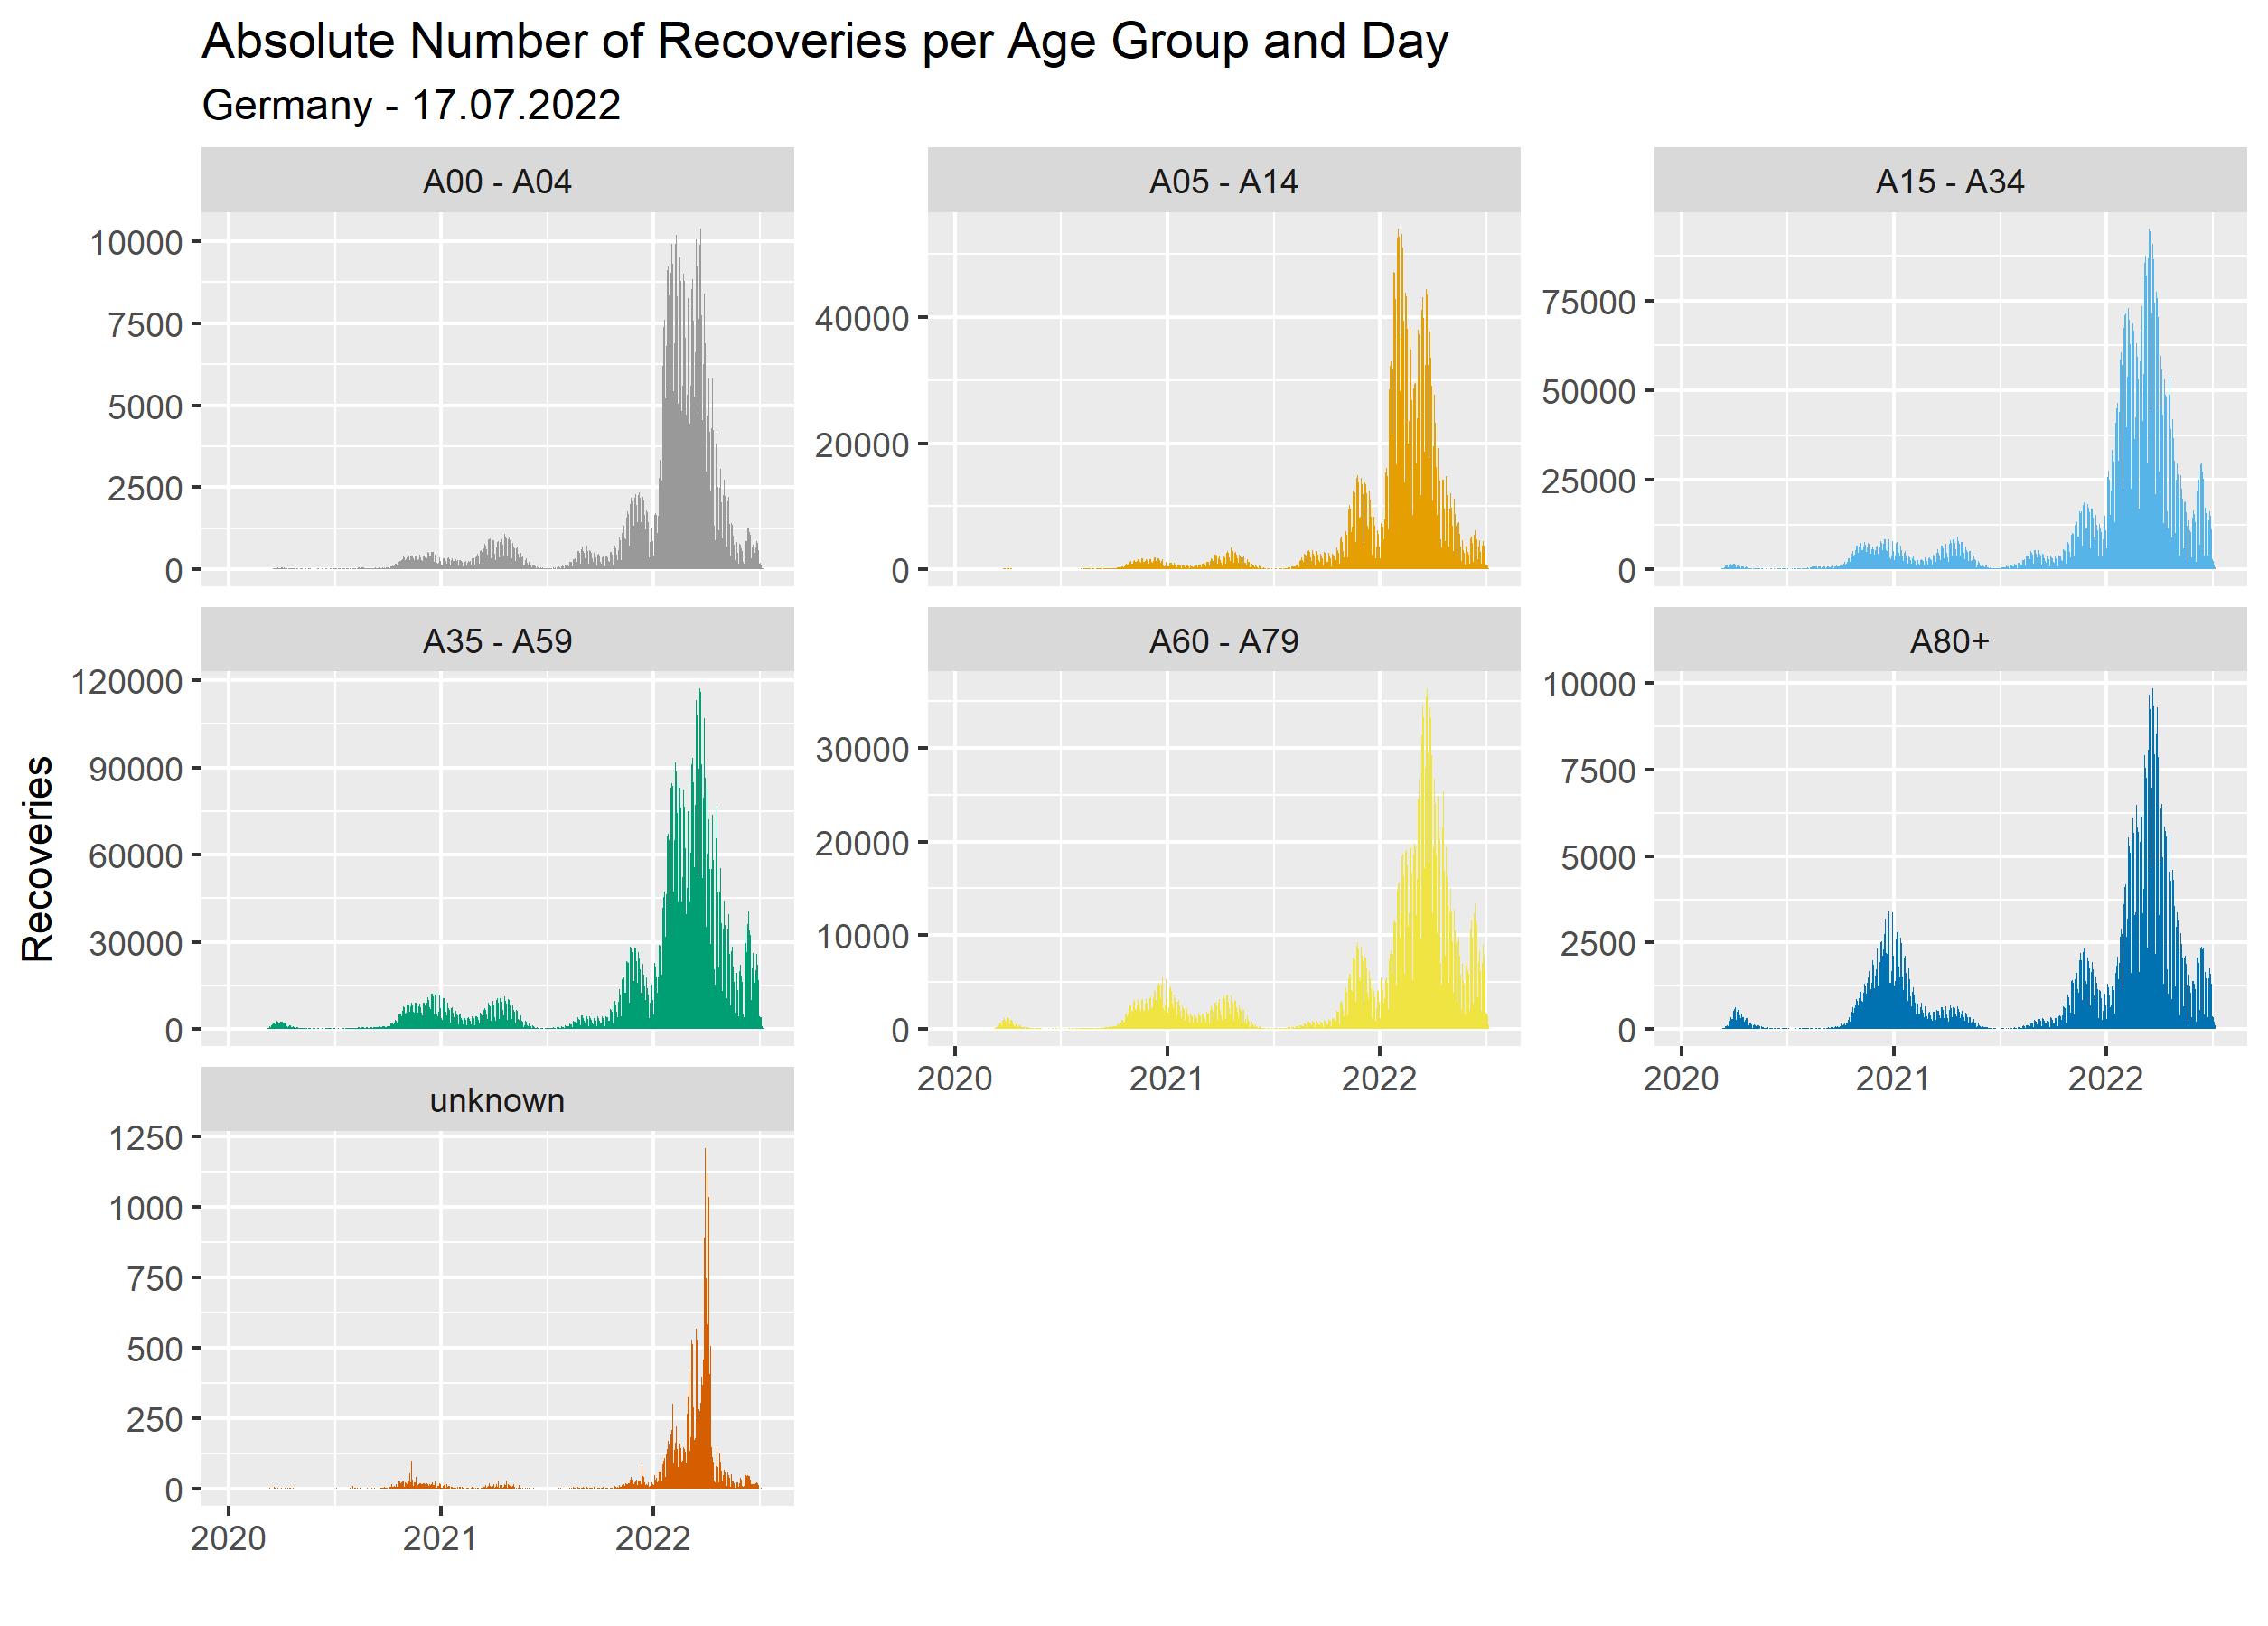 Absolute Number of Recoveries per Age Group and Day
Germany - 17.07.2022
A00 - A04
A05 - A14
A15 - A34
10000
7500
5000
2500
0
40000
20000
0
75000
50000
25000
0
A35 - A59
A60 - A79
A80+
120000
90000
60000
30000
0
30000
20000
10000
0
10000
7500
5000
2500
0
Recoveries
2020 2021 2022
2020 2021 2022
unknown
1250
1000
750
500
250
0
2020 2021 2022